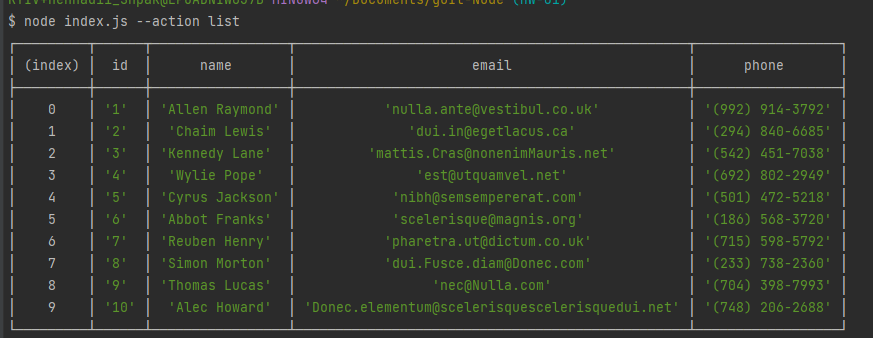 ~/Documents/goit-Node (hw-01)
$ node index.js --action list
(index) id name email phone
0 '1' 'Allen Raymond' 'nulla.ante@vestibul.co.uk' '(992) 914-3792'
1 '2' 'Chaim Lewis' 'dui.in@egetlacus.ca' '(294) 840-6685'
2 '3' 'Kennedy Lane' 'mattis.Cras@nonenimMauris.net' '(542) 451-7038'
3 '4' 'Wylie Pope' 'est@utquamvel.net' '(692) 802-2949'
4 '5' 'Cyrus Jackson' 'nibh@semsempererat.com' '(501) 472-5218'
5 '6' 'Abbot Franks' 'scelerisque@magnis.org' '(186) 568-3720'
6 '7' 'Reuben Henry' 'pharetra.ut@dictum.co.uk' '(715) 598-5792'
7 '8' 'Simon Morton' 'dui.Fusce.diam@Donec.com' '(233) 738-2360'
8 '9' 'Thomas Lucas' 'nec@Nulla.com' '(704) 398-7993'
9 '10' 'Alec Howard' 'Donec.elementum@scelerisquescelerisquedui.net' '(748) 206-2688'